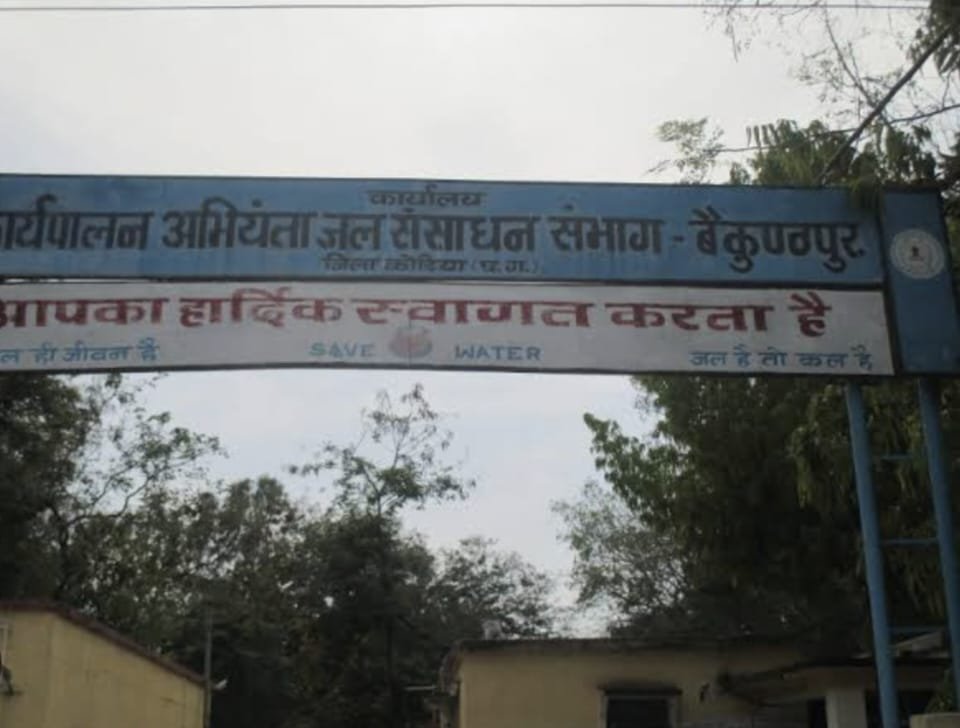 कार्यालय
कार्यपालन अभियंता जल संसाधन संभाग - बैकुण्ठपुर
जिला कोरिया (छ.ग.)
आपका हार्दिक स्वागत करता है
जल ही जीवन है SAVE WATER जल है तो कल है